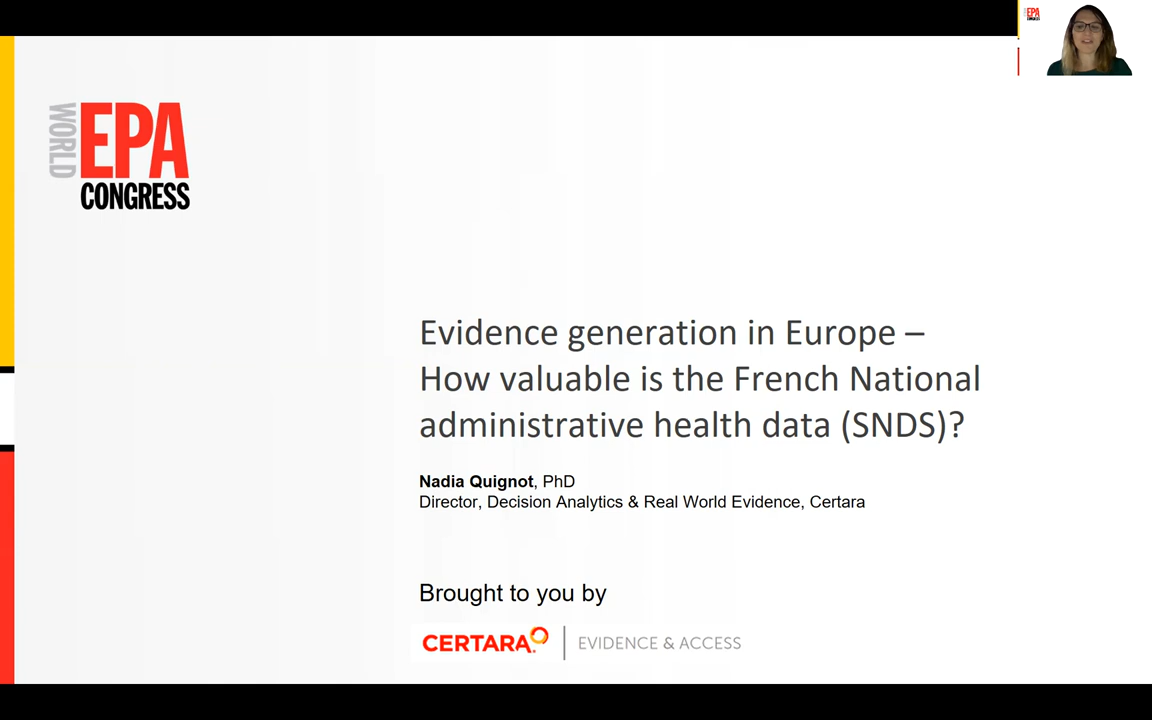 WORLD
EPA
CONGRESS
EPA
Evidence generation in Europe –
How valuable is the French National
administrative health data (SNDS)?
Nadia Quignot, PhD
Director, Decision Analytics & Real World Evidence, Certara
Brought to you by
CERTARA
EVIDENCE & ACCESS